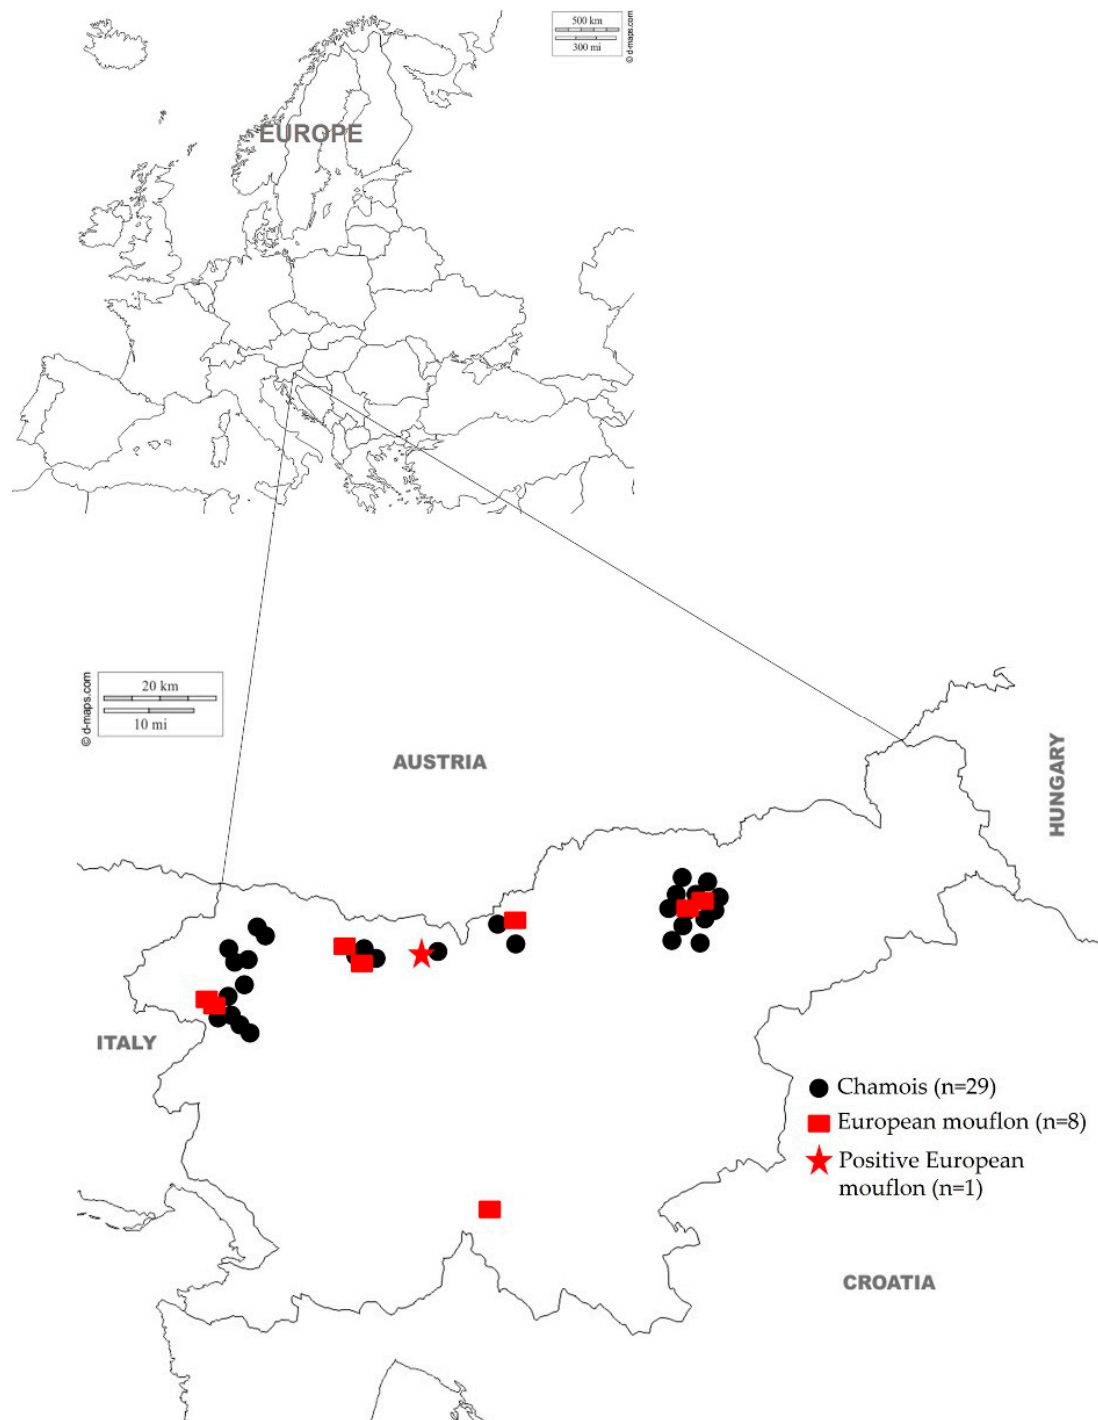 500 km
300 mi
© d-maps.com
EUROPE
20 km
10 mi
© d-maps.com
AUSTRIA
HUNGARY
ITALY
Chamois (n=29)
European mouflon (n=8)
Positive European
mouflon (n=1)
CROATIA